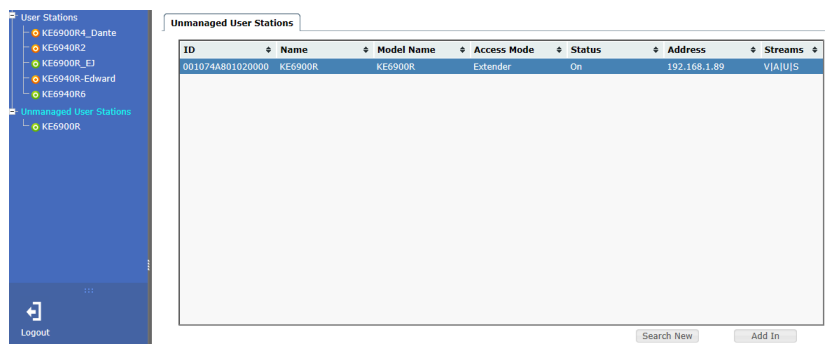 User Stations
KE6900R4_Dante
KE6940R2
KE6900R_EJ
KE6940R-Edward
KE6940R6
Unmanaged User Stations
KE6900R
Logout
Unmanaged User Stations
ID Name Model Name Access Mode Status Address Streams
001074A801020000 KE6900R KE6900R Extender On 192.168.1.89 V|A|U|S
Search New Add In